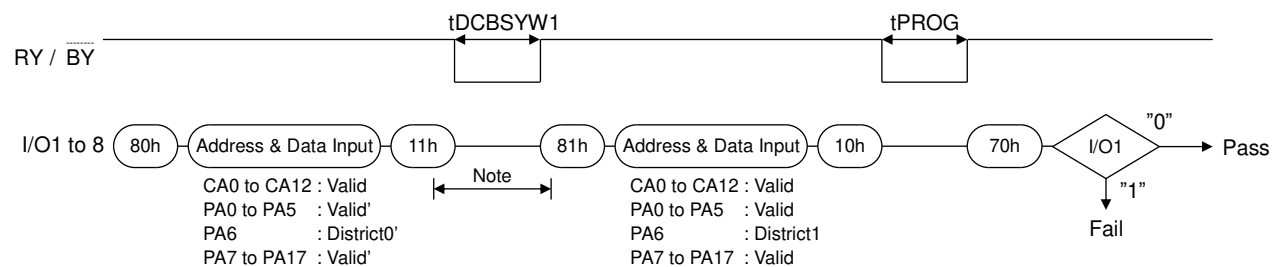 tDCBSYW1
tPROG
RY / BY
I/O1 to 8
80h
Address & Data Input
11h
81h
Address & Data Input
10h
70h
I/O1
"0"
Pass
"1"
Fail
Note
CA0 to CA12 : Valid
PA0 to PA5 : Valid'
PA6 : District0'
PA7 to PA17 : Valid'
CA0 to CA12 : Valid
PA0 to PA5 : Valid
PA6 : District1
PA7 to PA17 : Valid